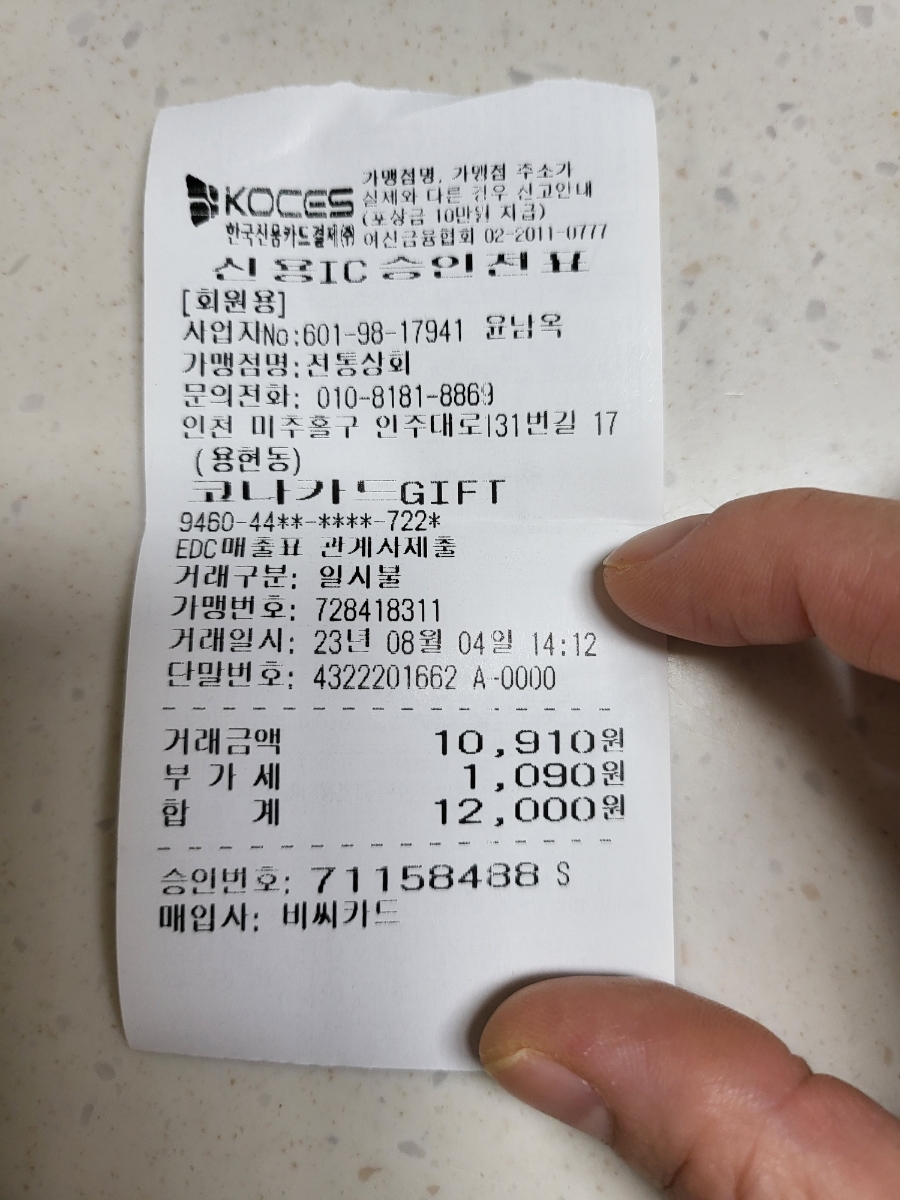 KOCES
한국신용카드결제(주)
가맹점명, 가맹점 주소가
실제와 다른 경우 신고안내
(포상금 10만원 지급)
여신금융협회 02-2011-0777
신용IC승인전표
[회원용]
사업자No:601-98-17941 윤남옥
가맹점명:전통상회
문의전화: 010-8181-8869
인천 미추홀구 인주대로131번길 17
(용현동)
코나카드GIFT
9460-44**-****-722*
EDC매출표 관계사제출
거래구분: 일시불
가맹번호: 728418311
거래일시: 23년 08월 04일 14:12
단말번호: 4322201662 A-0000
거래금액 10,910원
부 가 세 1,090원
합 계 12,000원
승인번호: 71158488 S
매입사: 비씨카드